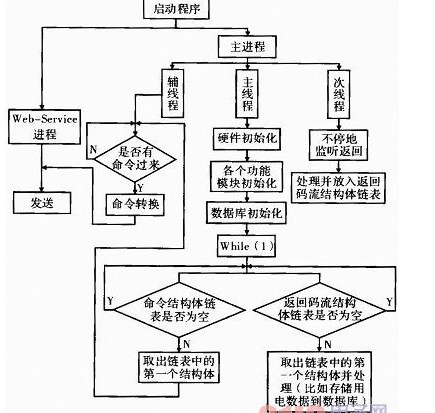 启动程序
主进程
辅线程
主线程
次线程
Web-Service
进程
是否有
命令过来
N
Y
命令转换
发送
硬件初始化
各个功能
模块初始化
数据库初始化
While(1)
不停地
监听返回
处理并放入返回
码流结构体链表
Y
命令结构体链
表是否为空
N
取出链表中的
第一个结构体
返回码流结构
体链表是否为空
Y
N
取出链表中的第
一个结构体并处
理(比如存储用
电数据到数据库)